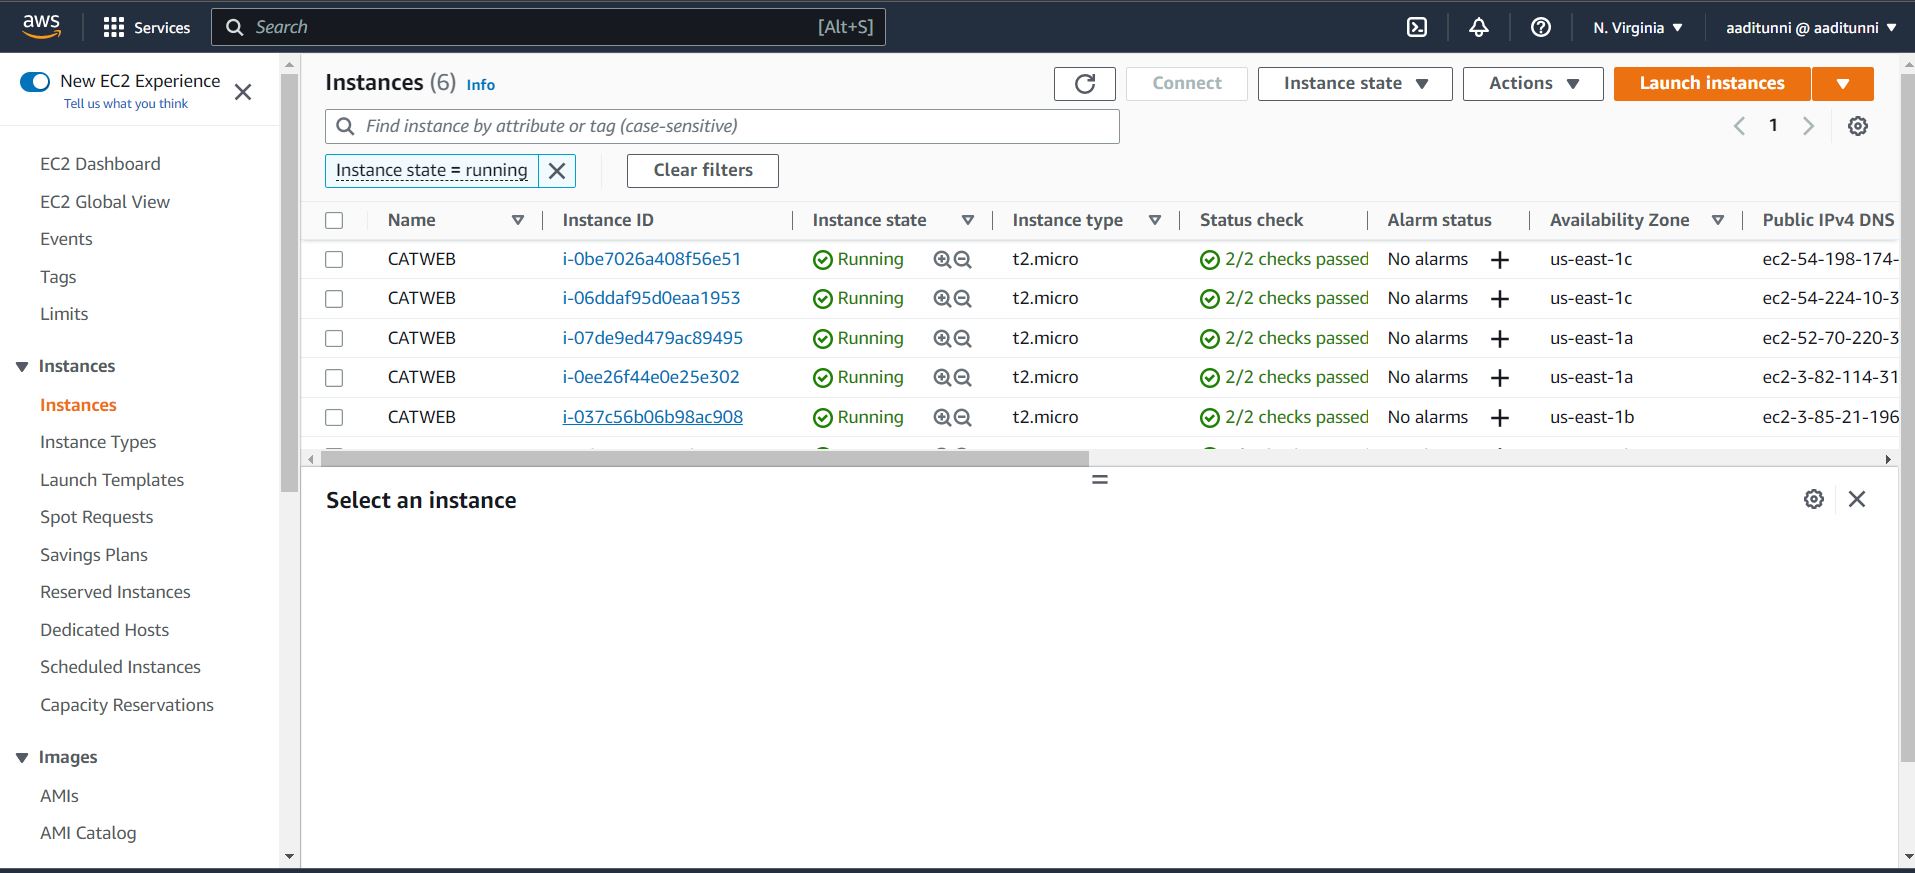 aws Services Search [Alt+S] N. Virginia aaditunni @ aaditunni
New EC2 Experience
Tell us what you think
EC2 Dashboard
EC2 Global View
Events
Tags
Limits
Instances
Instances
Instance Types
Launch Templates
Spot Requests
Savings Plans
Reserved Instances
Dedicated Hosts
Scheduled Instances
Capacity Reservations
Images
AMIs
AMI Catalog
Instances (6) Info Connect Instance state Actions Launch instances
Find instance by attribute or tag (case-sensitive) 1
Instance state = running Clear filters
Name Instance ID Instance state Instance type Status check Alarm status Availability Zone Public IPv4 DNS
CATWEB i-0be7026a408f56e51 Running t2.micro 2/2 checks passed No alarms us-east-1c ec2-54-198-174-
CATWEB i-06ddaf95d0eaa1953 Running t2.micro 2/2 checks passed No alarms us-east-1c ec2-54-224-10-3
CATWEB i-07de9ed479ac89495 Running t2.micro 2/2 checks passed No alarms us-east-1a ec2-52-70-220-3
CATWEB i-0ee26f44e0e25e302 Running t2.micro 2/2 checks passed No alarms us-east-1a ec2-3-82-114-31
CATWEB i-037c56b06b98ac908 Running t2.micro 2/2 checks passed No alarms us-east-1b ec2-3-85-21-196
Select an instance